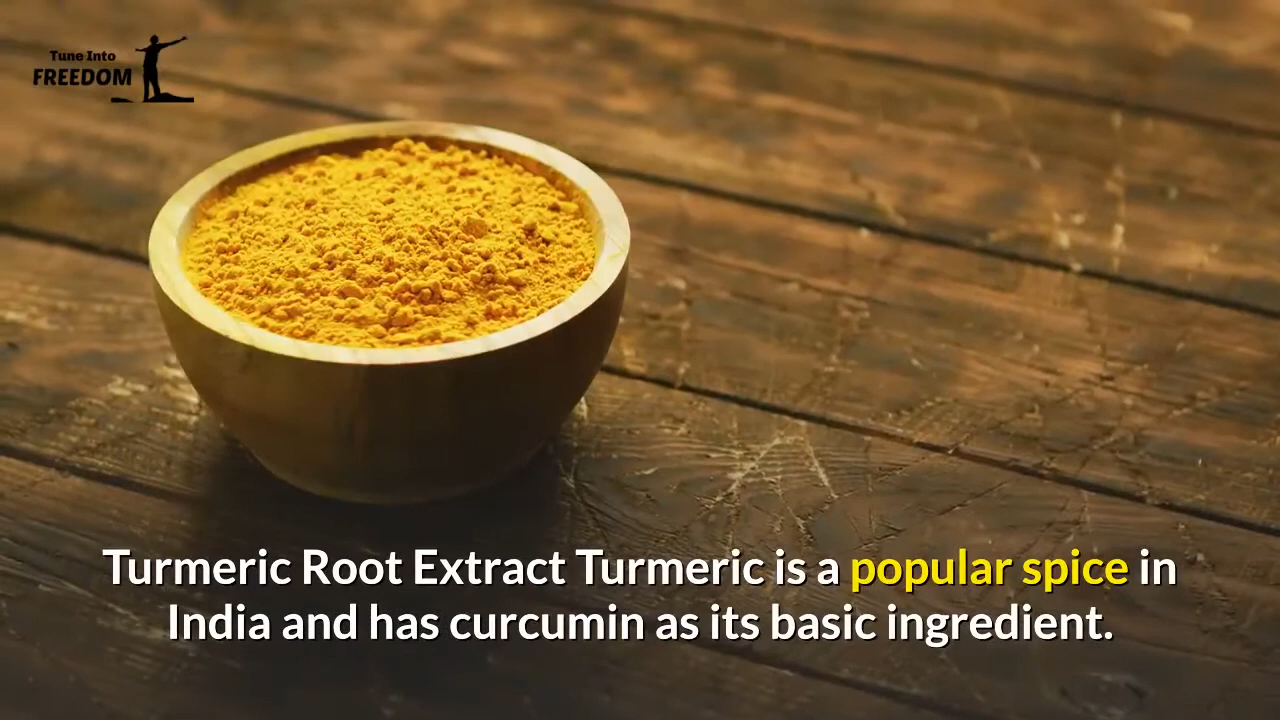 Tune Into
FREEDOM
Turmeric Root Extract Turmeric is a popular spice in
India and has curcumin as its basic ingredient.